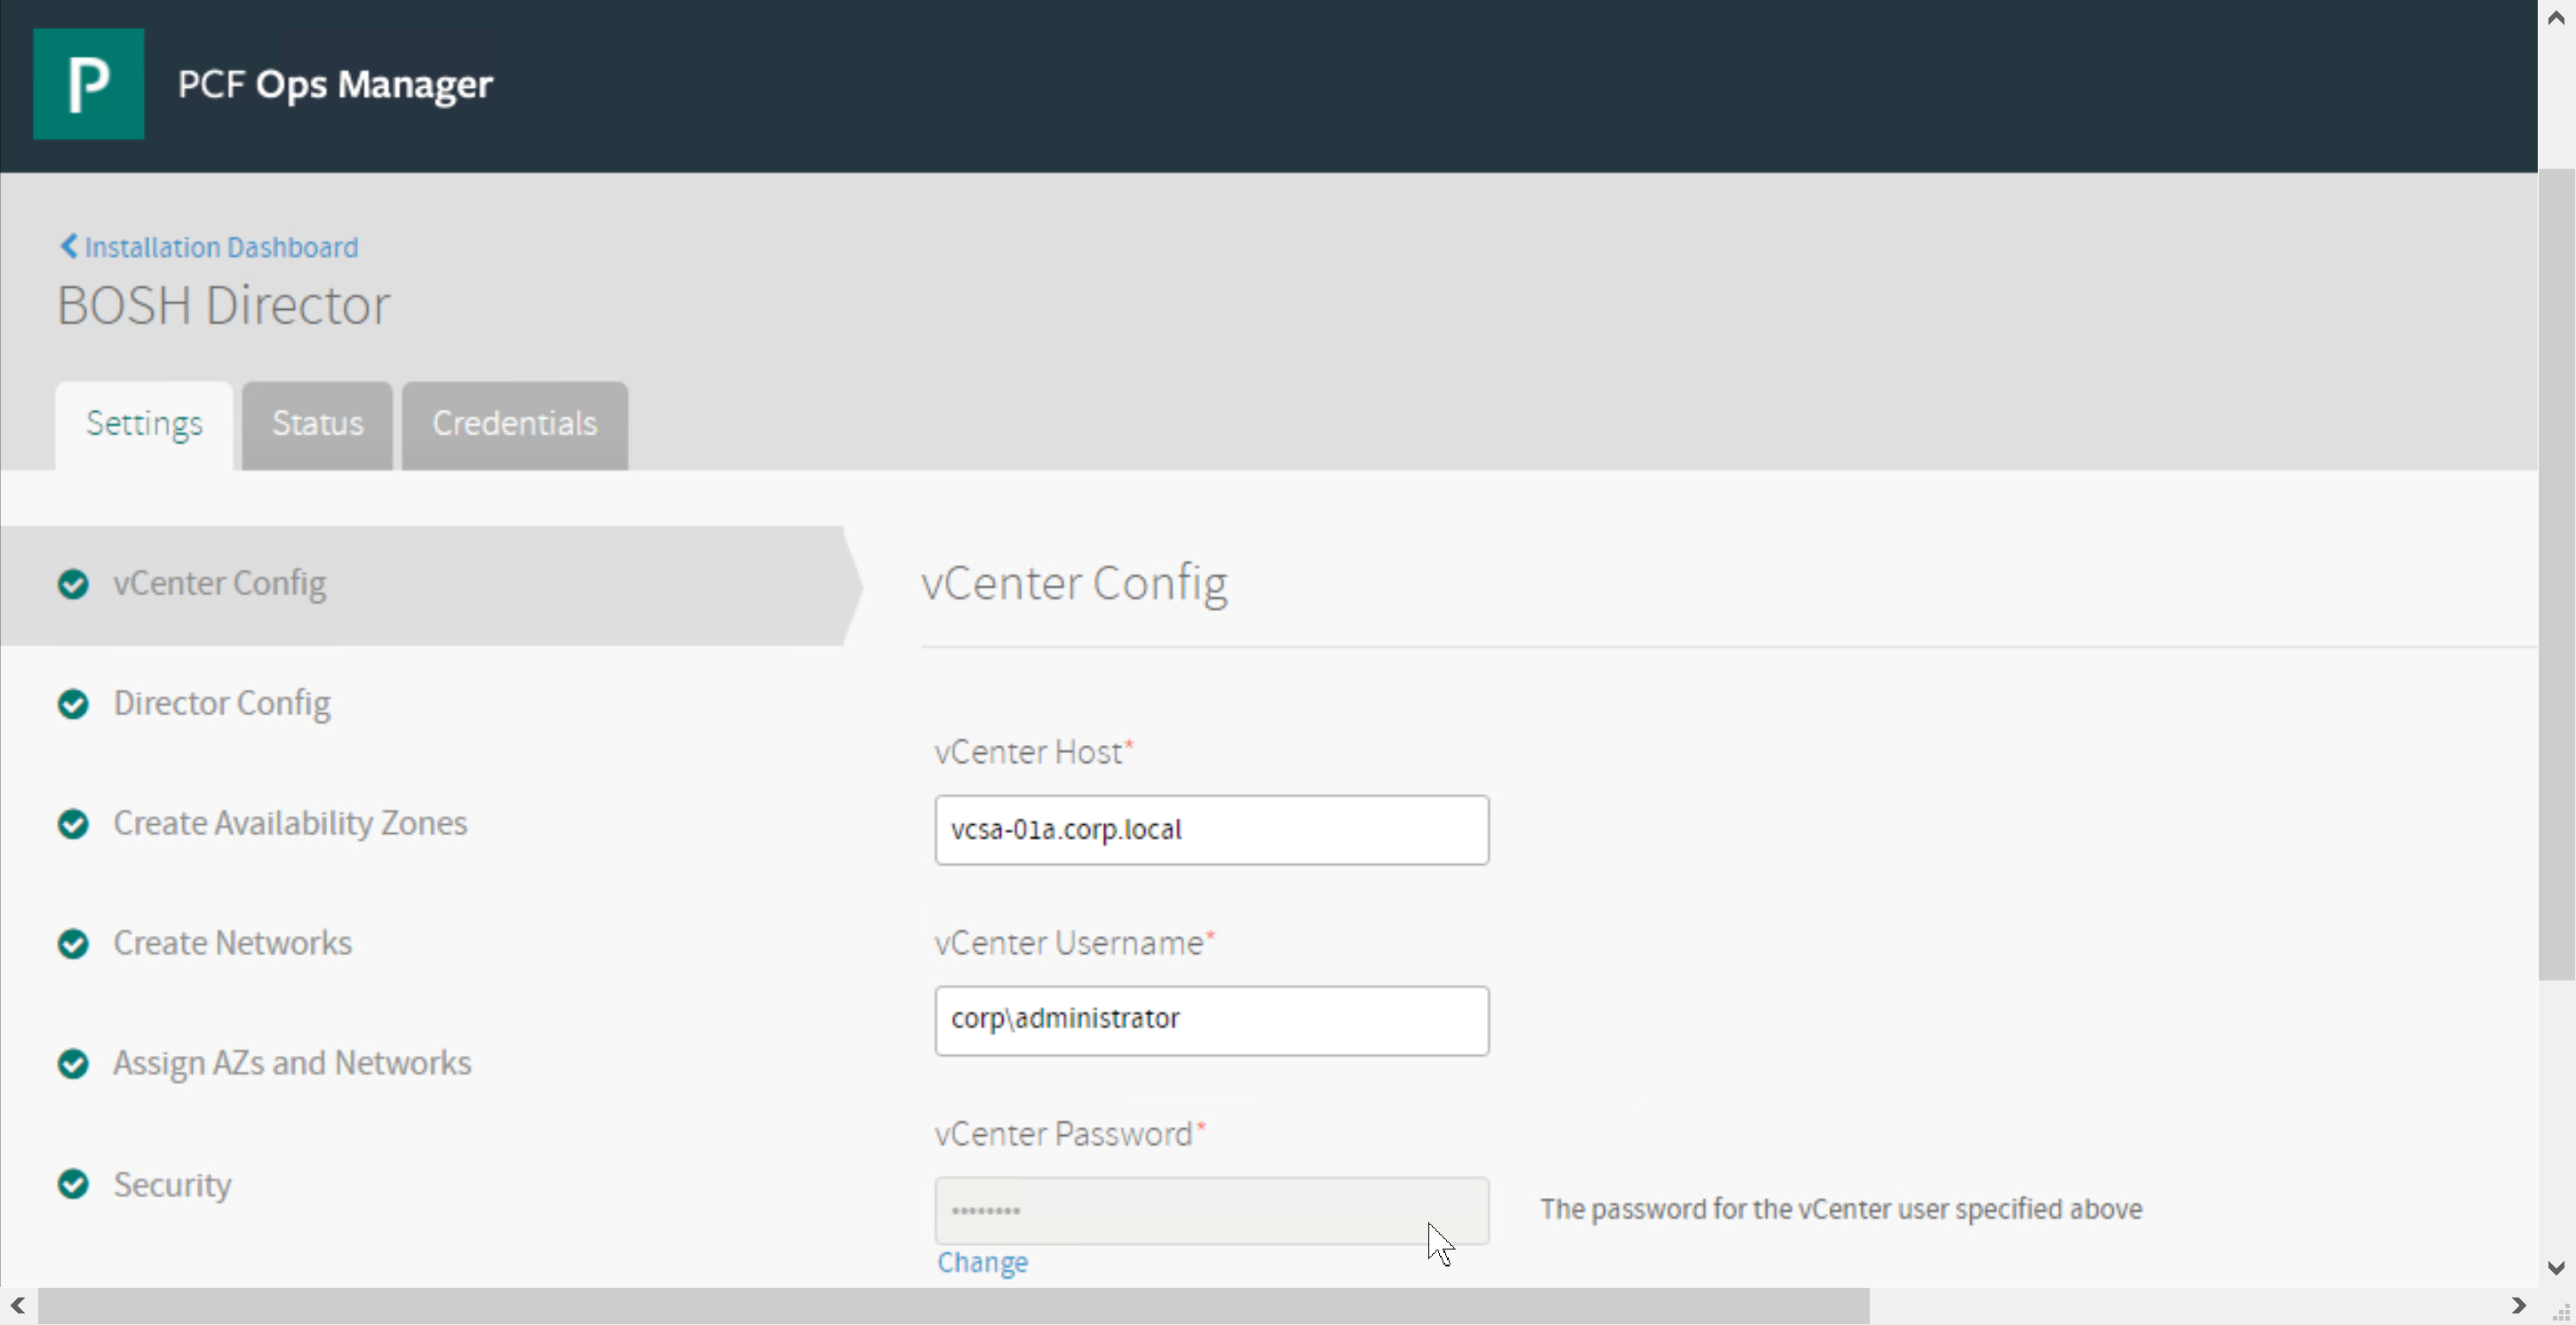 P
PCF Ops Manager
Installation Dashboard
BOSH Director
Settings
Status
Credentials
vCenter Config
Director Config
Create Availability Zones
Create Networks
Assign AZs and Networks
Security
vCenter Config
vCenter Host*
vcsa-01a.corp.local
vCenter Username*
corp\administrator
vCenter Password*
••••••••
The password for the vCenter user specified above
Change